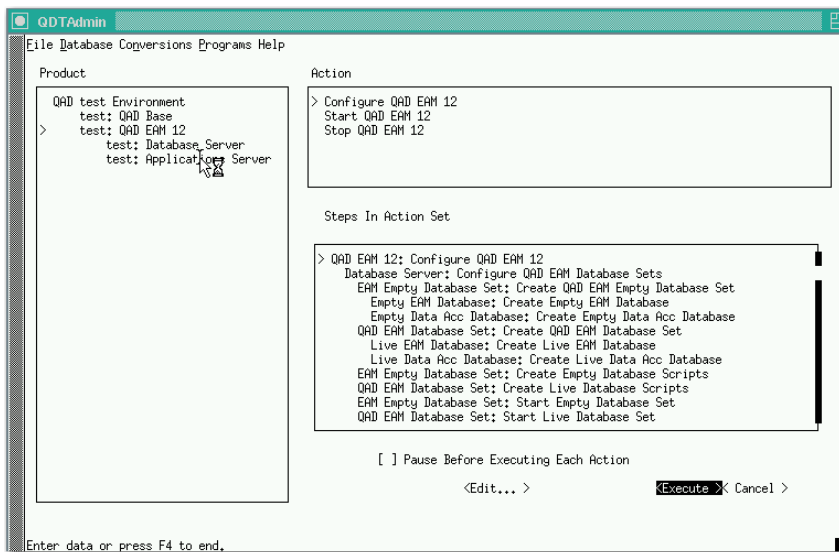 QDTAdmin
File Database Conversions Programs Help
Product
QAD test Environment
test: QAD Base
> test: QAD EAM 12
test: Database Server
test: Applications Server
Action
> Configure QAD EAM 12
Start QAD EAM 12
Stop QAD EAM 12
Steps In Action Set
> QAD EAM 12: Configure QAD EAM 12
Database Server: Configure QAD EAM Database Sets
EAM Empty Database Set: Create QAD EAM Empty Database Set
Empty EAM Database: Create Empty EAM Database
Empty Data Acc Database: Create Empty Data Acc Database
QAD EAM Database Set: Create QAD EAM Database Set
Live EAM Database: Create Live EAM Database
Live Data Acc Database: Create Live Data Acc Database
EAM Empty Database Set: Create Empty Database Scripts
QAD EAM Database Set: Create Live Database Scripts
EAM Empty Database Set: Start Empty Database Set
QAD EAM Database Set: Start Live Database Set
[ ] Pause Before Executing Each Action
<Edit... > <Execute >< Cancel >
Enter data or press F4 to end.